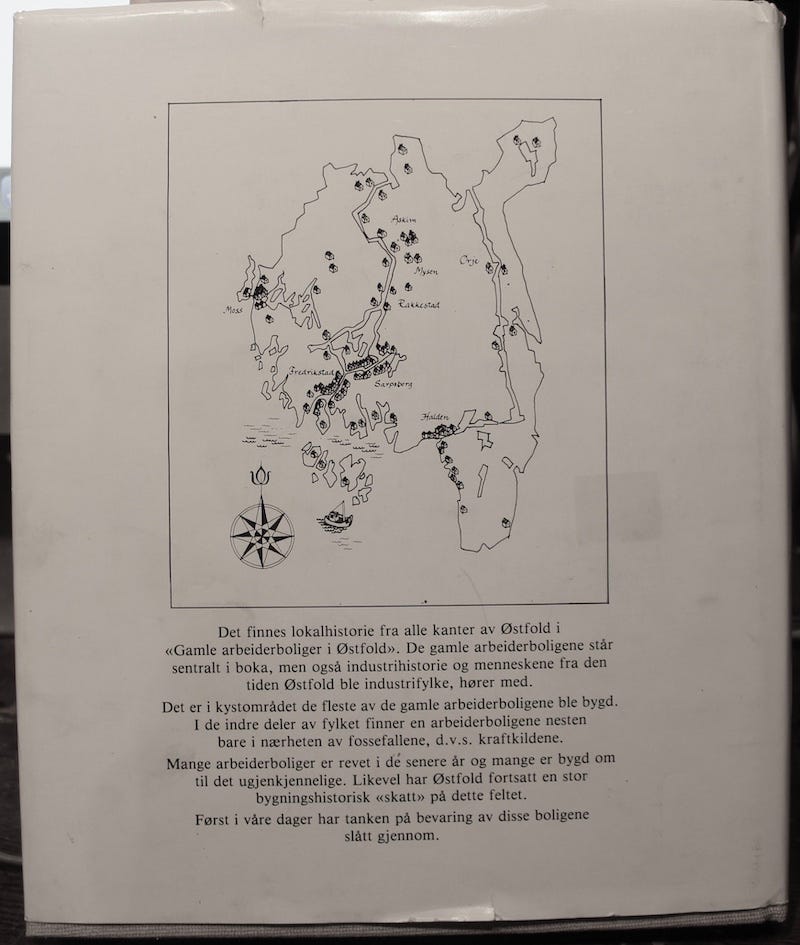 Askim
Mysen
Ørje
Rakkestad
Moss
Fredrikstad
Sarpsborg
Halden
Det finnes lokalhistorie fra alle kanter av Østfold i
«Gamle arbeiderboliger i Østfold». De gamle arbeiderboligene står
sentralt i boka, men også industrihistorie og menneskene fra den
tiden Østfold ble industrifylke, hører med.
Det er i kystområdet de fleste av de gamle arbeiderboligene ble bygd.
I de indre deler av fylket finner en arbeiderboligene nesten
bare i nærheten av fossefallene, d.v.s. kraftkildene.
Mange arbeiderboliger er revet i de senere år og mange er bygd om
til det ugjenkjennelige. Likevel har Østfold fortsatt en stor
bygningshistorisk «skatt» på dette feltet.
Først i våre dager har tanken på bevaring av disse boligene
slått gjennom.